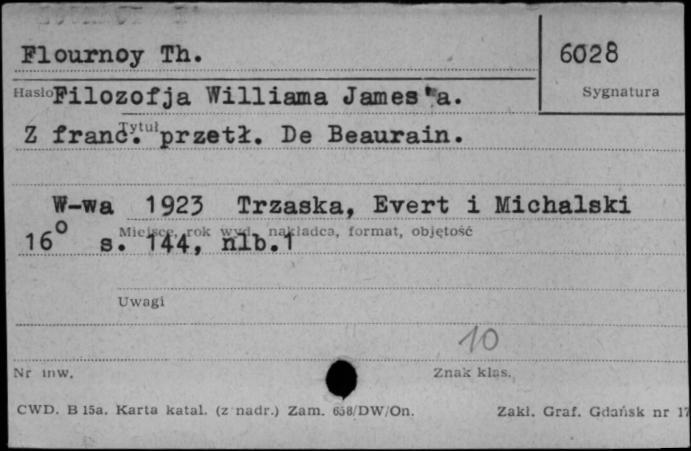 Flournoy Th.
6028
Hasło
Sygnatura
Filozofja Williama James'a.
Tytuł
Z franc. przetł. De Beaurain.
W-wa 1923 Trzaska, Evert i Michalski
Miejsce, rok wyd. nakładca, format, objętość
16° s. 144, nlb.1
Uwagi
10
Nr inw.
Znak klas.
CWD. B 15a. Karta katal. (z nadr.) Zam. 658/DW/On.
Zakł. Graf. Gdańsk nr 17